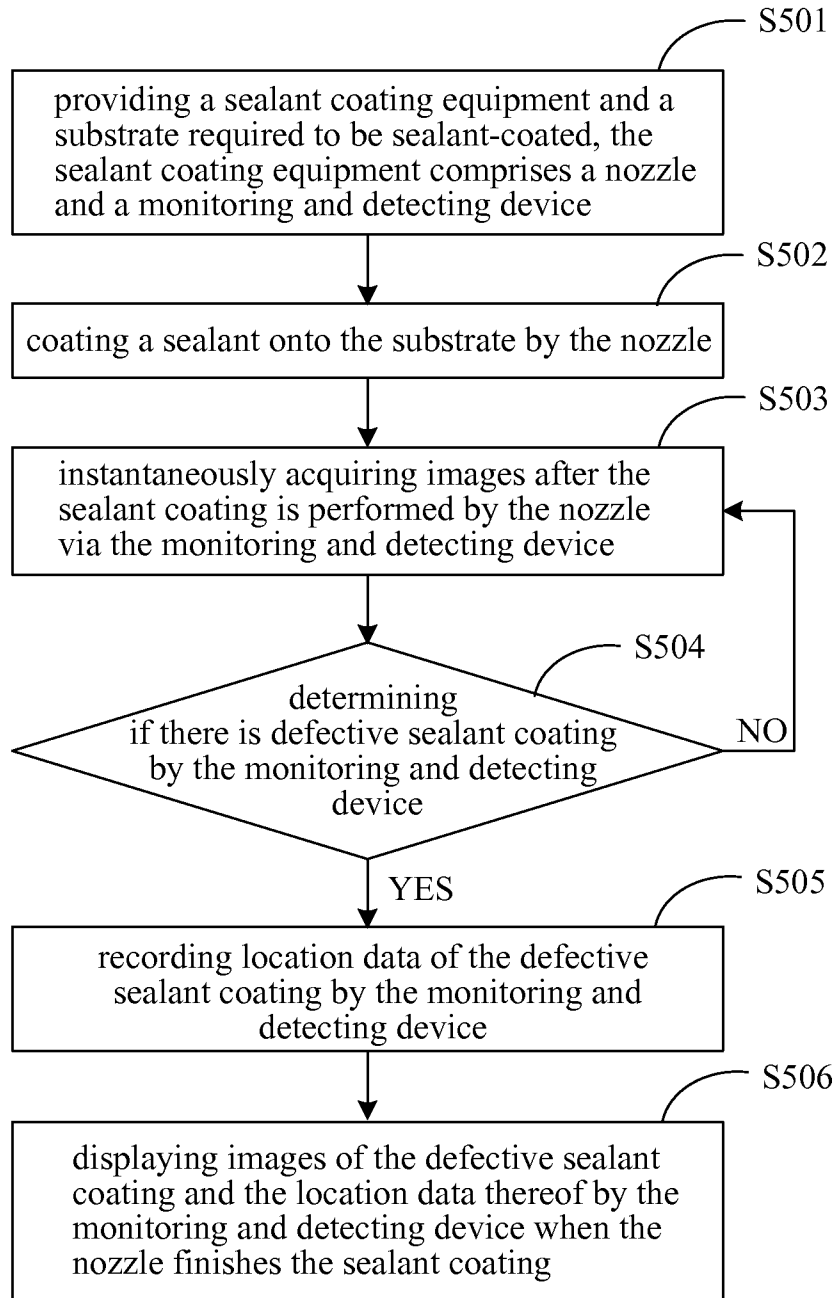 S501
providing a sealant coating equipment and a
substrate required to be sealant-coated, the
sealant coating equipment comprises a nozzle
and a monitoring and detecting device
S502
coating a sealant onto the substrate by the nozzle
S503
instantaneously acquiring images after the
sealant coating is performed by the nozzle
via the monitoring and detecting device
S504
determining
if there is defective sealant coating
by the monitoring and detecting
device
NO
YES
S505
recording location data of the defective
sealant coating by the monitoring and
detecting device
S506
displaying images of the defective sealant
coating and the location data thereof by the
monitoring and detecting device when the
nozzle finishes the sealant coating